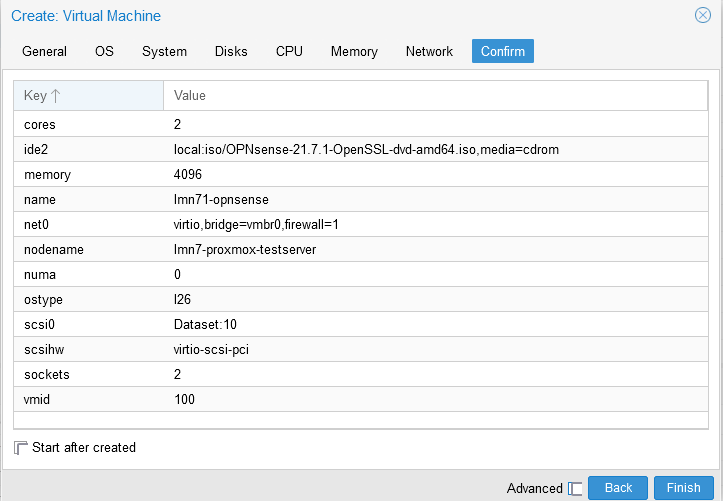 Create: Virtual Machine
General OS System Disks CPU Memory Network Confirm
Key Value
cores 2
ide2 local:iso/OPNsense-21.7.1-OpenSSL-dvd-amd64.iso,media=cdrom
memory 4096
name lmn71-opnsense
net0 virtio,bridge=vmbr0,firewall=1
nodename lmn7-proxmox-testserver
numa 0
ostype l26
scsi0 Dataset:10
scsihw virtio-scsi-pci
sockets 2
vmid 100
Start after created
Advanced Back Finish